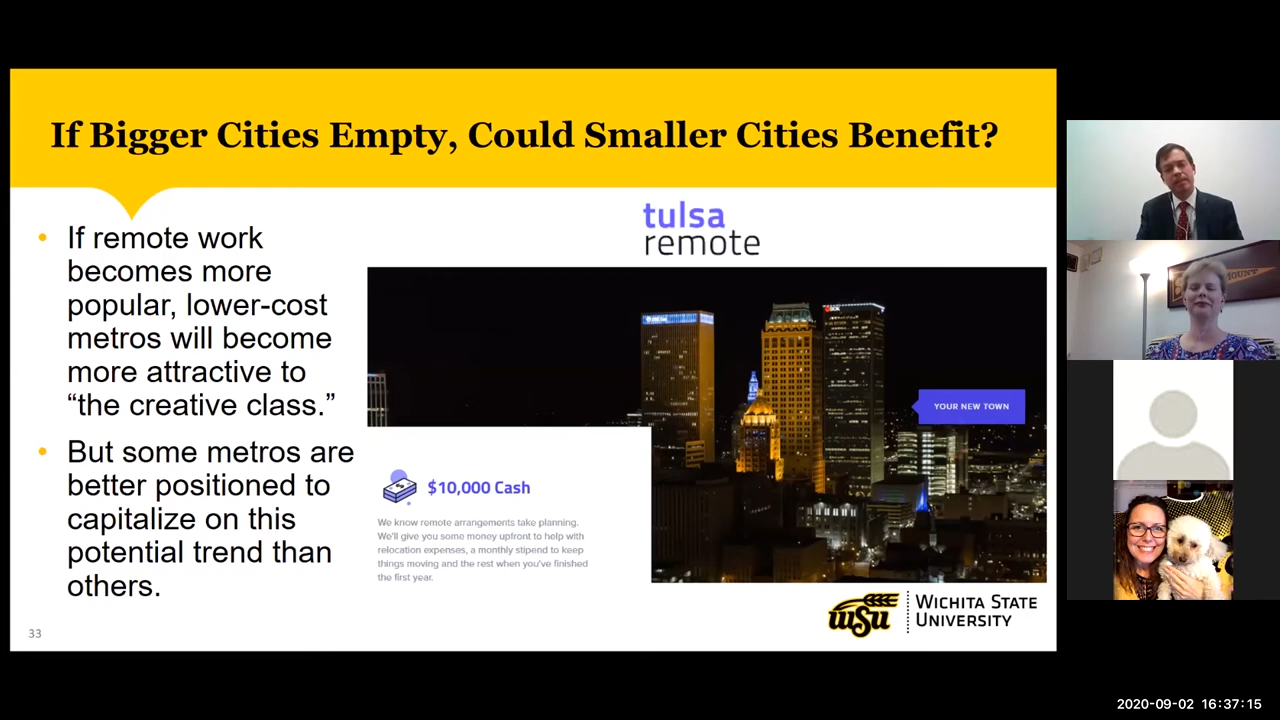 If Bigger Cities Empty, Could Smaller Cities Benefit?
• If remote work
becomes more
popular, lower-cost
metros will become
more attractive to
“the creative class.”
• But some metros are
better positioned to
capitalize on this
potential trend than
others.
33
tulsa
remote
BOK
YOUR NEW TOWN
$10,000 Cash
We know remote arrangements take planning.
We'll give you some money upfront to help with
relocation expenses, a monthly stipend to keep
things moving and the rest when you've finished
the first year.
wsu
WICHITA STATE
UNIVERSITY
MOUNT
2020-09-02 16:37:15